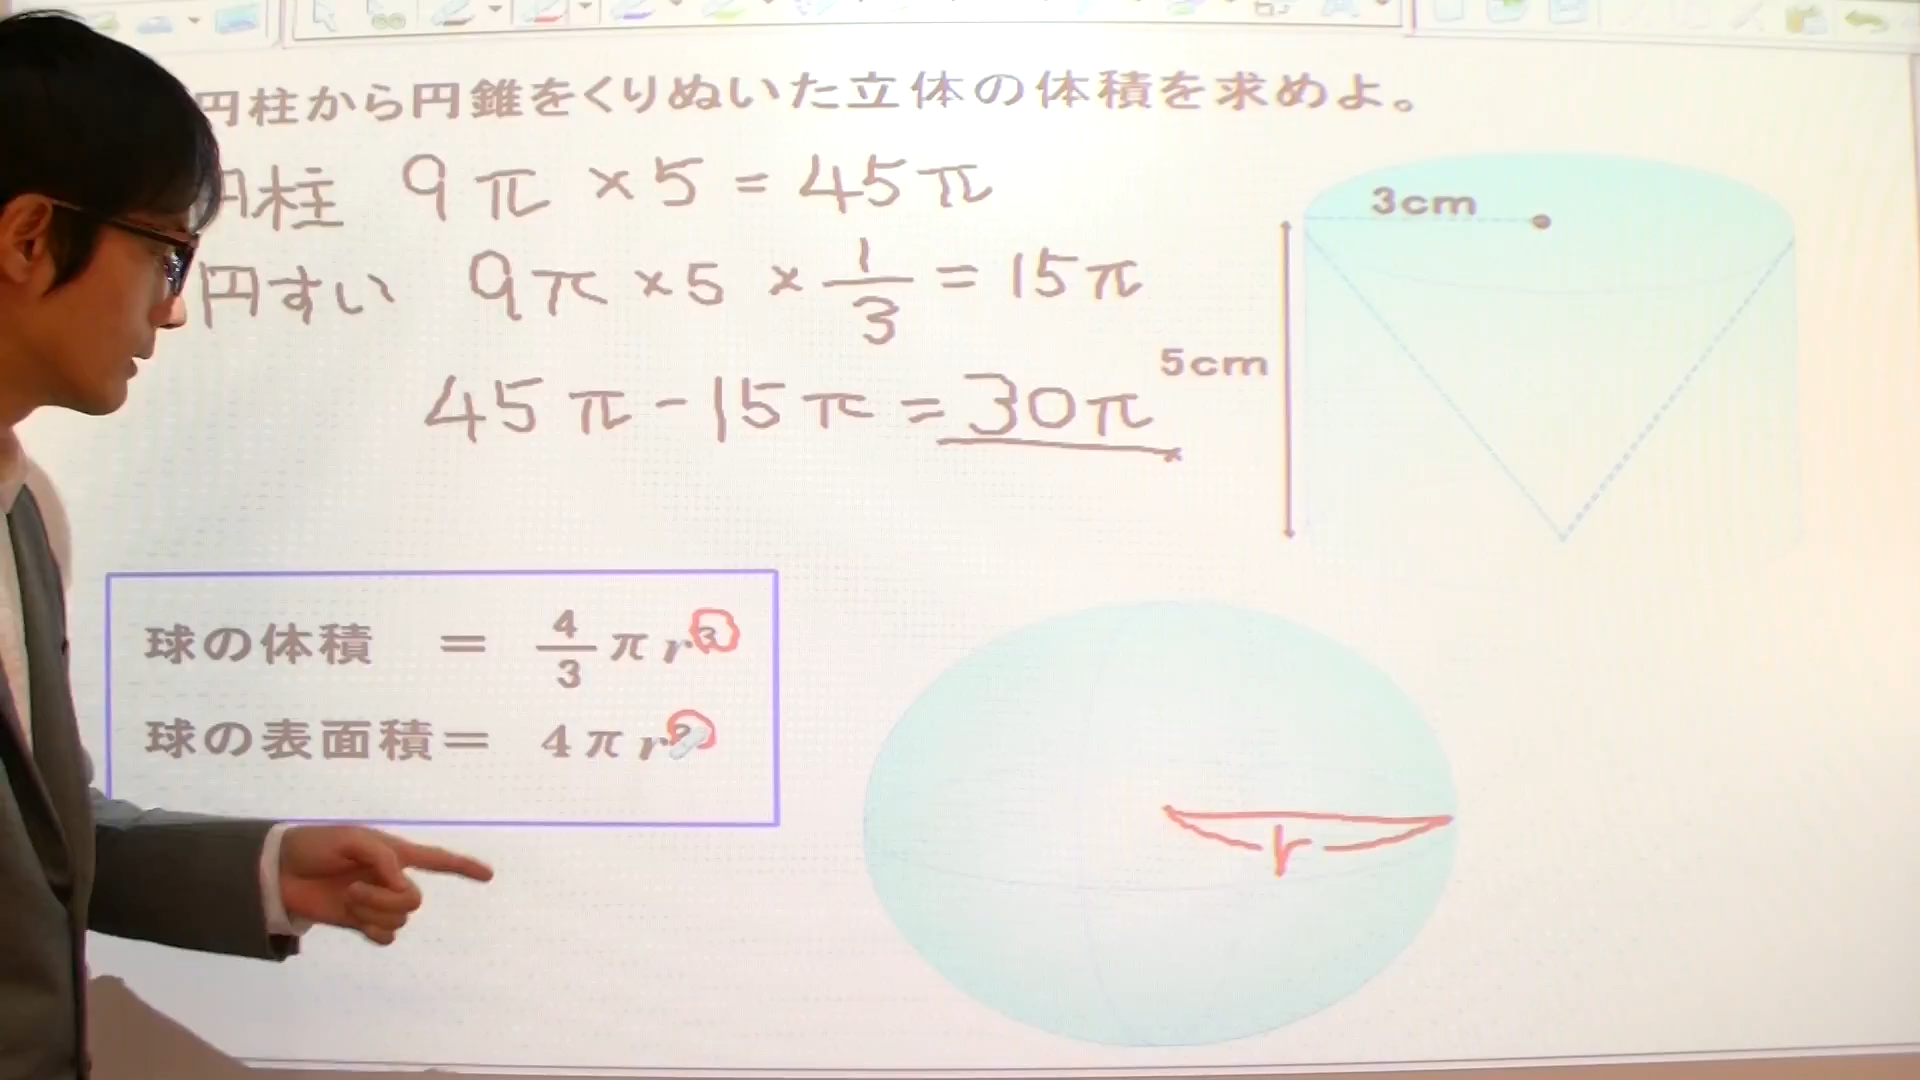 円柱から円錐をくりぬいた立体の体積を求めよ。
円柱 9π×5=45π
円すい 9π×5×1/3=15π
45π-15π=30π
3cm
5cm
球の体積 = 4/3πr³
球の表面積= 4πr²
r